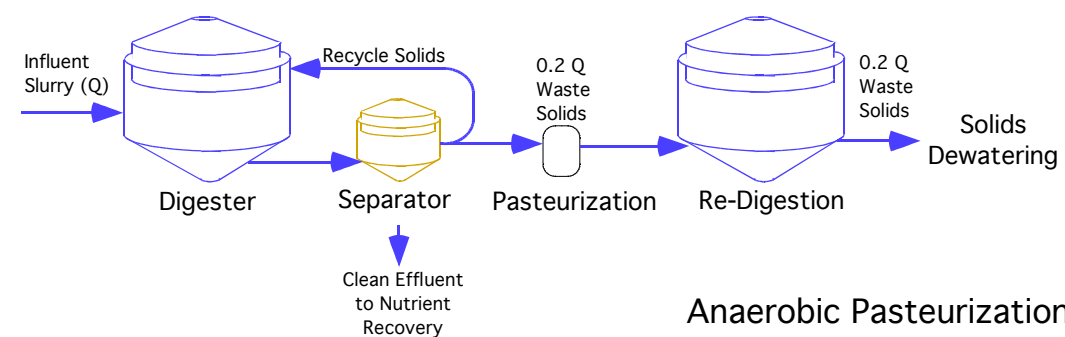 Influent
Slurry (Q)
Recycle Solids
0.2 Q
Waste
Solids
0.2 Q
Waste
Solids
Solids
Dewatering
Digester
Separator
Pasteurization
Re-Digestion
Clean Effluent
to Nutrient
Recovery
Anaerobic Pasteurization